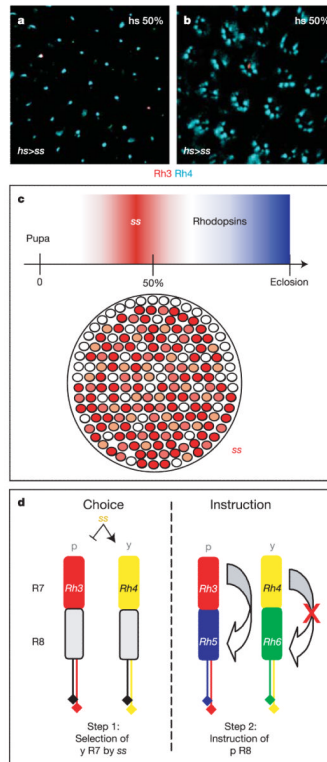 a
hs 50%
hs>ss
b
hs 50%
hs>ss
Rh3 Rh4
c
ss
Rhodopsins
Pupa
0
50%
Eclosion
ss
d
Choice
Instruction
ss
p
y
p
y
R7
Rh3
Rh4
Rh3
Rh4
X
R8
Rh5
Rh6
Step 1:
Selection of
y R7 by ss
Step 2:
Instruction of
p R8